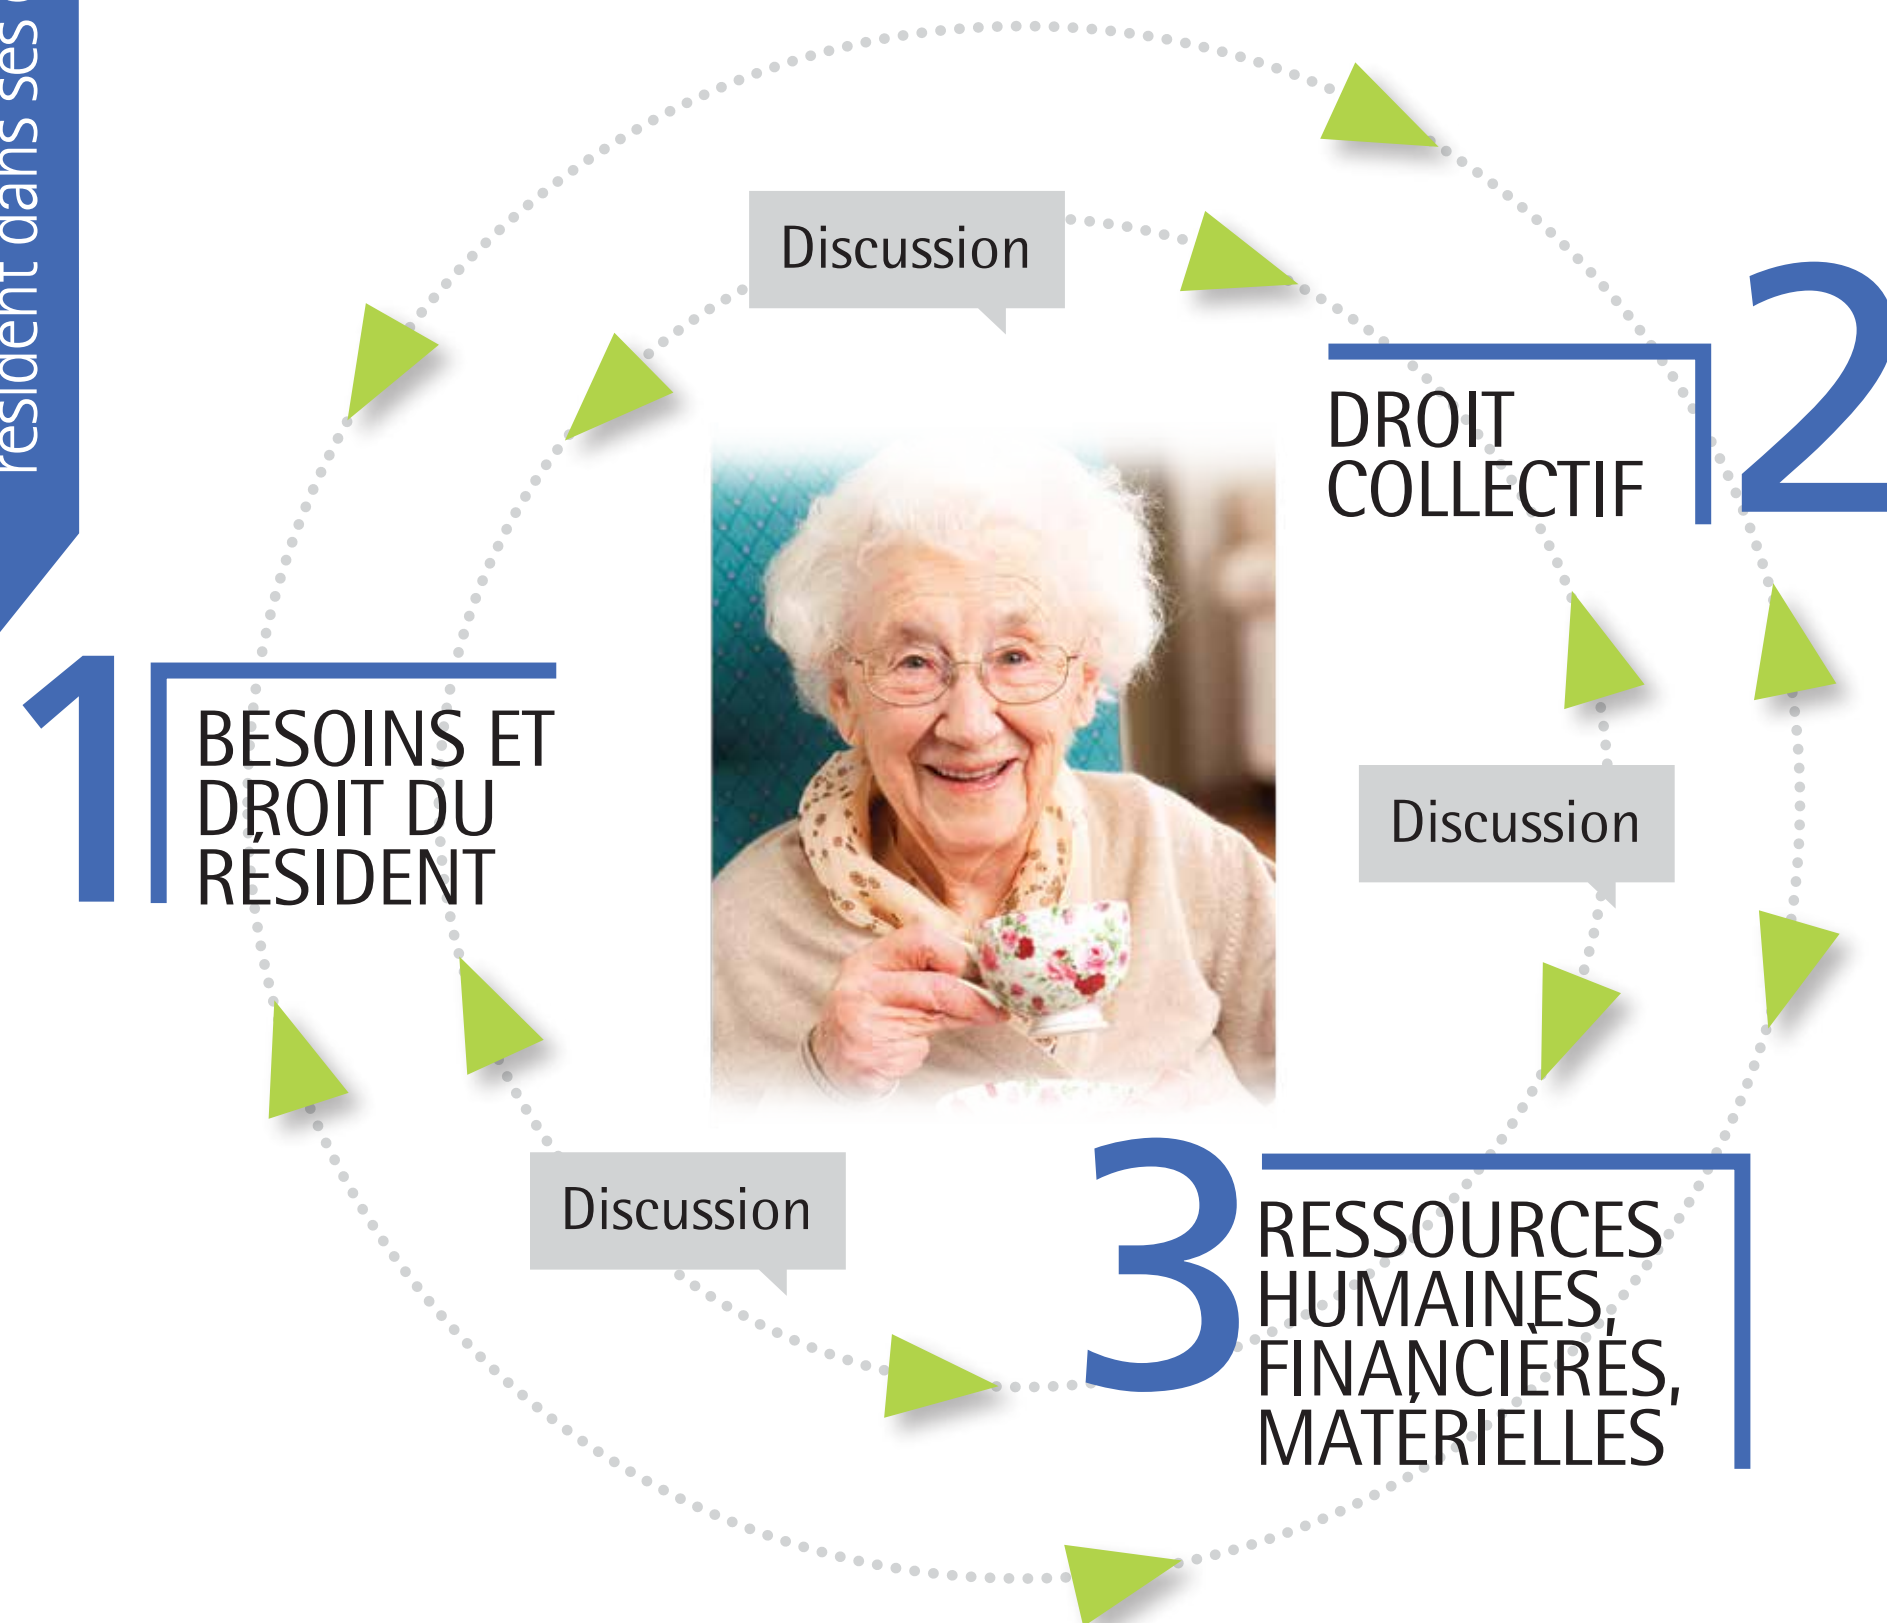 résident dans ses
Discussion
2
DROIT
COLLECTIF
1
BESOINS ET
DROIT DU
RÉSIDENT
Discussion
Discussion
3
RESSOURCES
HUMAINES,
FINANCIÈRES,
MATÉRIELLES